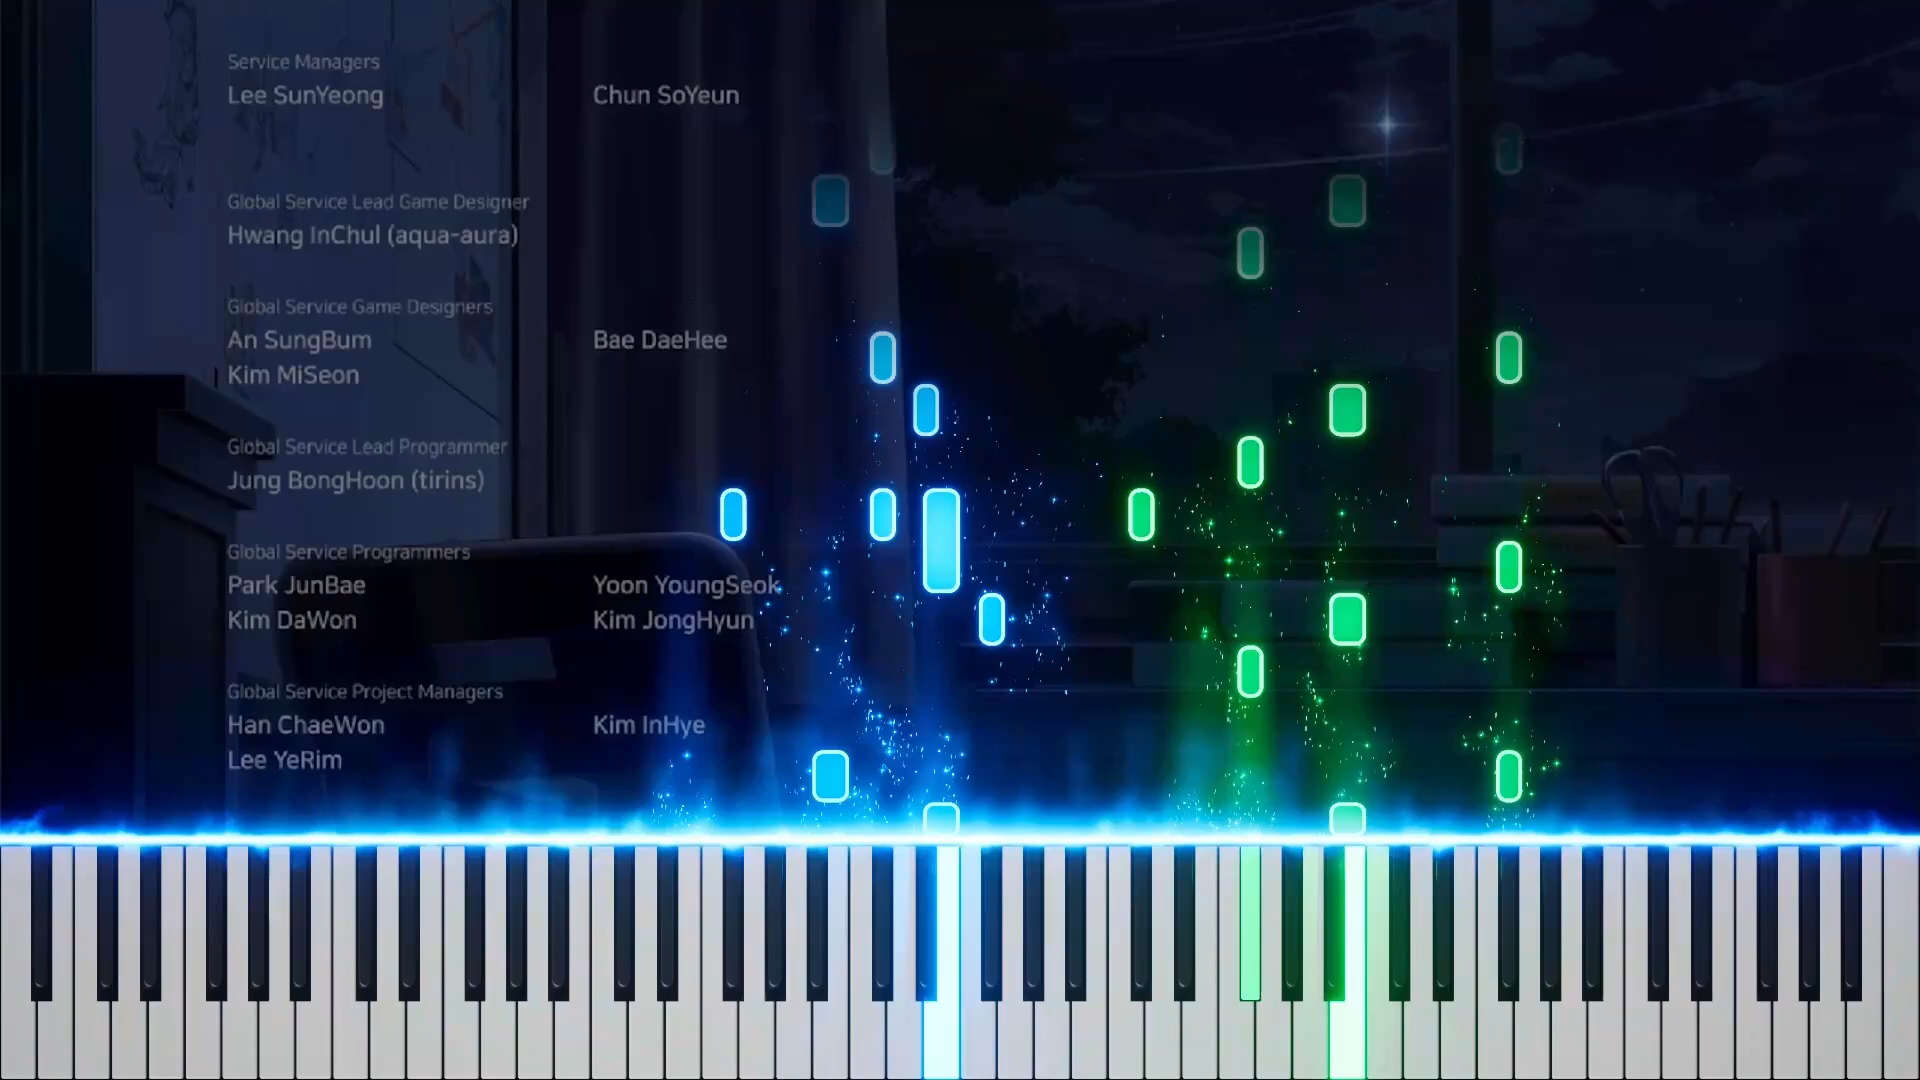 Service Managers
Lee SunYeong Chun SoYeun
Global Service Lead Game Designer
Hwang InChul (aqua-aura)
Global Service Game Designers
An SungBum Bae DaeHee
Kim MiSeon
Global Service Lead Programmer
Jung BongHoon (tirins)
Global Service Programmers
Park JunBae Yoon YoungSeok
Kim DaWon Kim JongHyun
Global Service Project Managers
Han ChaeWon Kim InHye
Lee YeRim